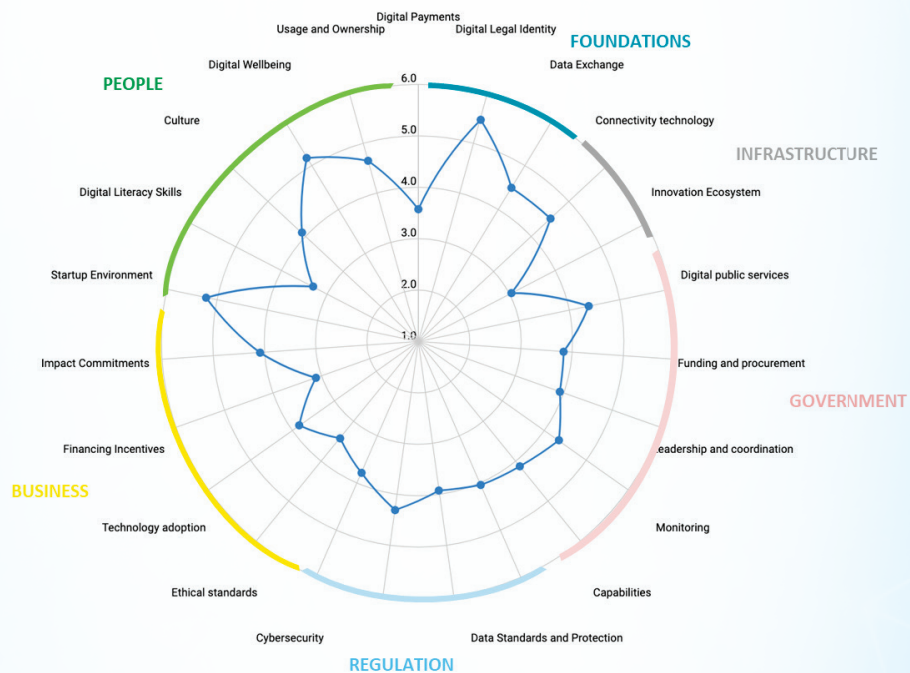 Digital Payments
Usage and Ownership
Digital Legal Identity
FOUNDATIONS
Digital Wellbeing
Data Exchange
PEOPLE
6.0
Culture
Connectivity technology
5.0
INFRASTRUCTURE
4.0
Digital Literacy Skills
Innovation Ecosystem
3.0
Startup Environment
Digital public services
2.0
1.0
Impact Commitments
Funding and procurement
GOVERNMENT
Financing Incentives
eadership and coordination
BUSINESS
Technology adoption
Monitoring
Ethical standards
Capabilities
Cybersecurity
Data Standards and Protection
REGULATION